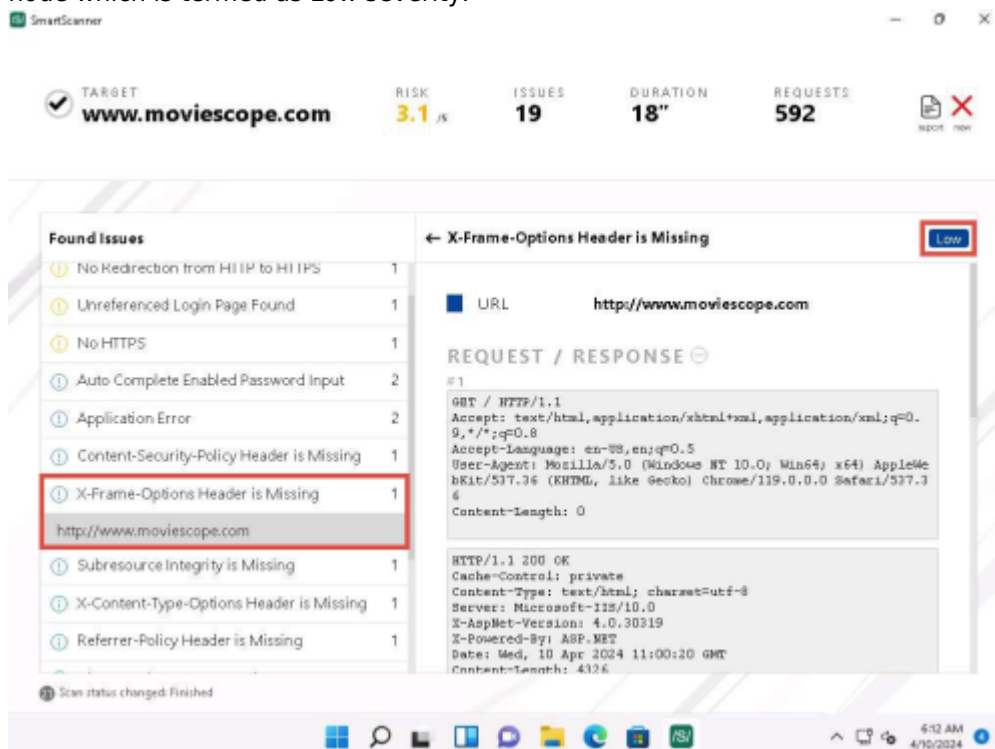 SmartScanner
TARGET
www.moviescope.com
RISK
3.1 /5
ISSUES
19
DURATION
18"
REQUESTS
592
report new
Found Issues
No Redirection from HTTP to HTTPS 1
Unreferenced Login Page Found 1
No HTTPS 1
Auto Complete Enabled Password Input 2
Application Error 2
Content-Security-Policy Header is Missing 1
X-Frame-Options Header is Missing 1
http://www.moviescope.com
Subresource Integrity is Missing 1
X-Content-Type-Options Header is Missing 1
Referrer-Policy Header is Missing 1
← X-Frame-Options Header is Missing
Low
URL http://www.moviescope.com
REQUEST / RESPONSE
#1
GET / HTTP/1.1
Accept: text/html,application/xhtml+xml,application/xml;q=0.
9,*/*;q=0.8
Accept-Language: en-US,en;q=0.5
User-Agent: Mozilla/5.0 (Windows NT 10.0; Win64; x64) AppleWe
bKit/537.36 (KHTML, like Gecko) Chrome/119.0.0.0 Safari/537.3
6
Content-Length: 0
HTTP/1.1 200 OK
Cache-Control: private
Content-Type: text/html; charset=utf-8
Server: Microsoft-IIS/10.0
X-AspNet-Version: 4.0.30319
X-Powered-By: ASP.NET
Date: Wed, 10 Apr 2024 11:00:20 GMT
Content-Length: 4326
Scan status changed: Finished
/S/
6:12 AM
4/10/2024